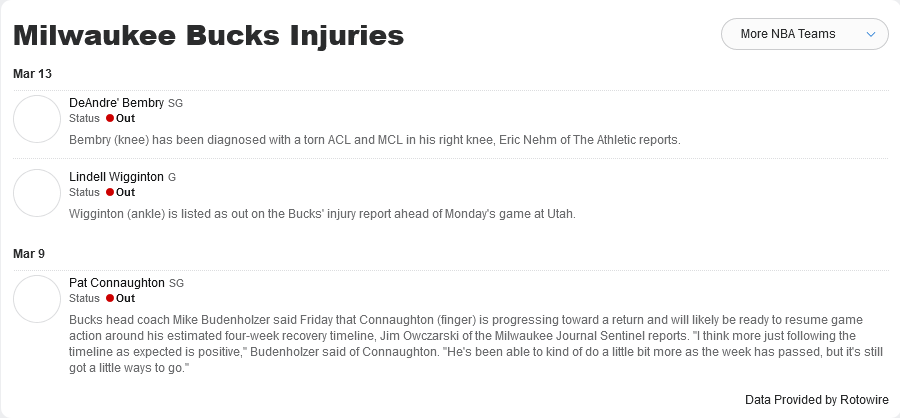 Milwaukee Bucks Injuries
More NBA Teams
Mar 13
DeAndre' Bembry SG
Status Out
Bembry (knee) has been diagnosed with a torn ACL and MCL in his right knee, Eric Nehm of The Athletic reports.
Lindell Wigginton G
Status Out
Wigginton (ankle) is listed as out on the Bucks' injury report ahead of Monday's game at Utah.
Mar 9
Pat Connaughton SG
Status Out
Bucks head coach Mike Budenholzer said Friday that Connaughton (finger) is progressing toward a return and will likely be ready to resume game
action around his estimated four-week recovery timeline, Jim Owczarski of the Milwaukee Journal Sentinel reports. "I think more just following the
timeline as expected is positive," Budenholzer said of Connaughton. "He's been able to kind of do a little bit more as the week has passed, but it's still
got a little ways to go."
Data Provided by Rotowire